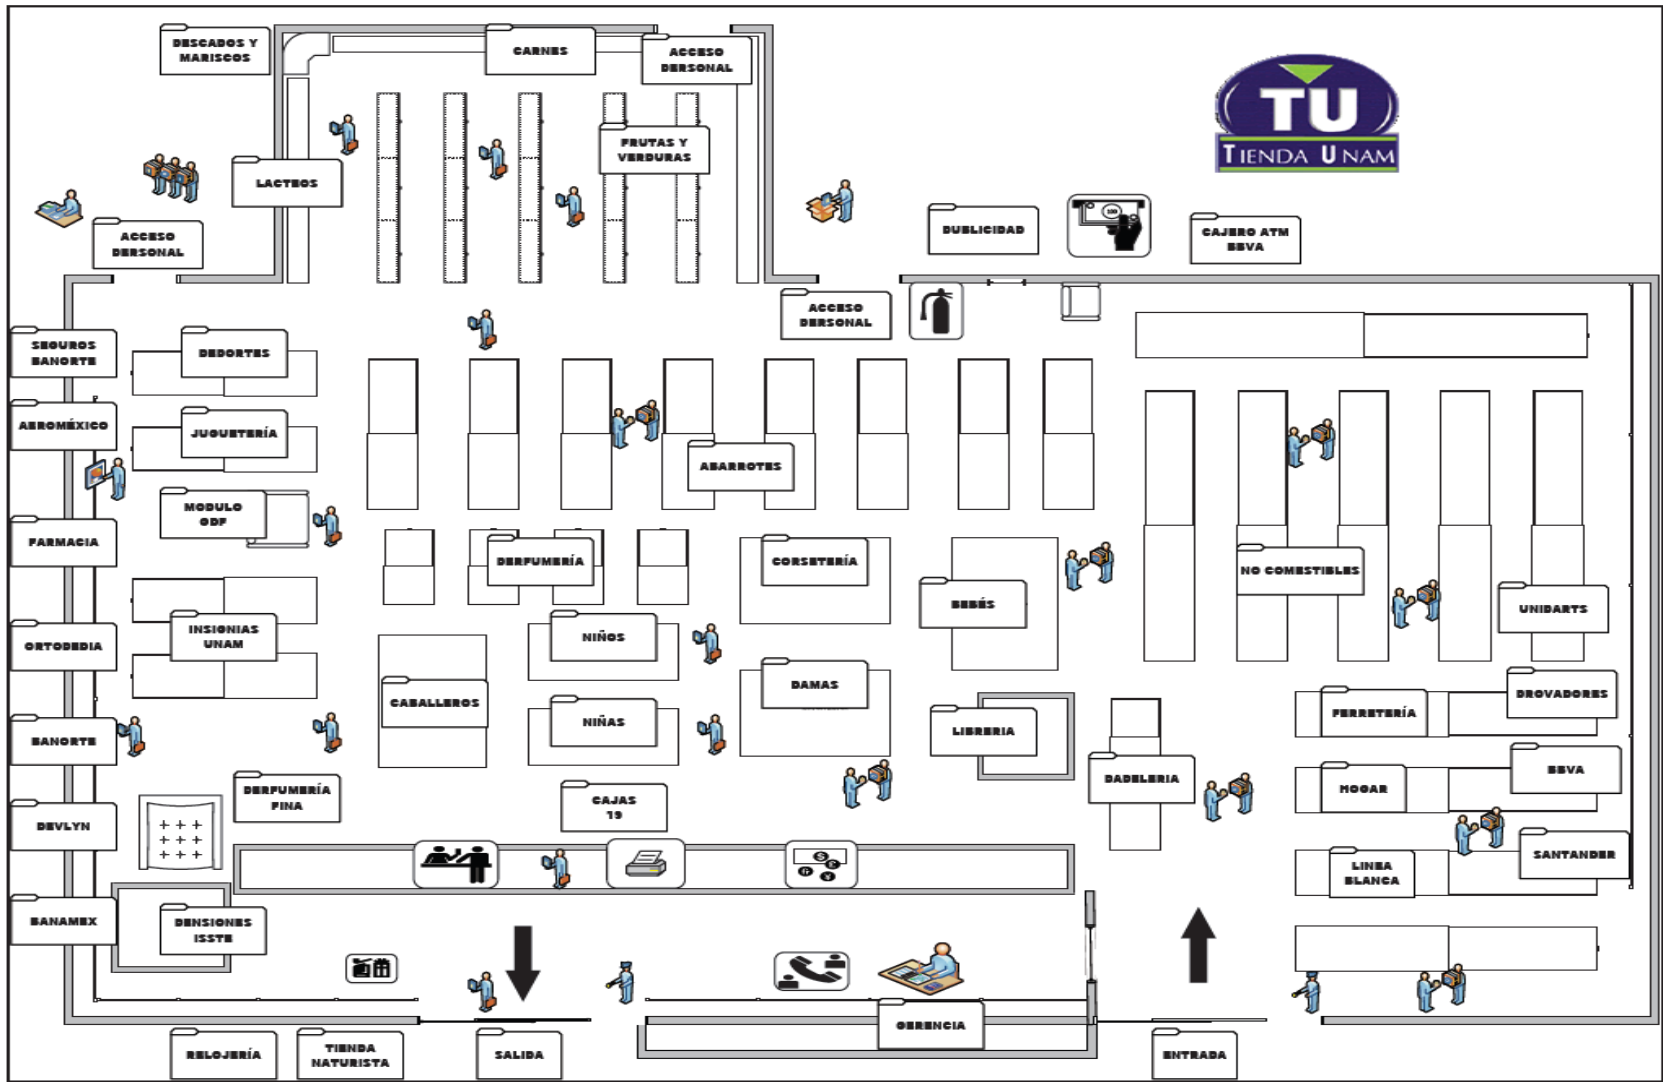 PESCADOS Y
MARISCOS
CARNES
ACCESO
PERSONAL
TU
TIENDA UNAM
FRUTAS Y
VERDURAS
LACTEOS
ACCESO
PERSONAL
PUBLICIDAD
100
CAJERO ATM
BBVA
ACCESO
PERSONAL
SEGUROS
BANORTE
DEPORTES
AEROMÉXICO
JUGUETERÍA
ABARROTES
MODULO
ODF
FARMACIA
PERFUMERÍA
CORSETERÍA
NO COMESTIBLES
BEBÉS
UNIPARTS
INSIGNIAS
UNAM
NIÑOS
ORTOPEDIA
DAMAS
CABALLEROS
PROVADORES
FERRETERÍA
NIÑAS
LIBRERIA
BANORTE
BBVA
PAPELERIA
HOGAR
PERFUMERÍA
FINA
CAJAS
19
DEVLYN
SANTANDER
LINEA
BLANCA
BANAMEX
PENSIONES
ISSTE
GERENCIA
RELOJERÍA
TIENDA
NATURISTA
SALIDA
ENTRADA